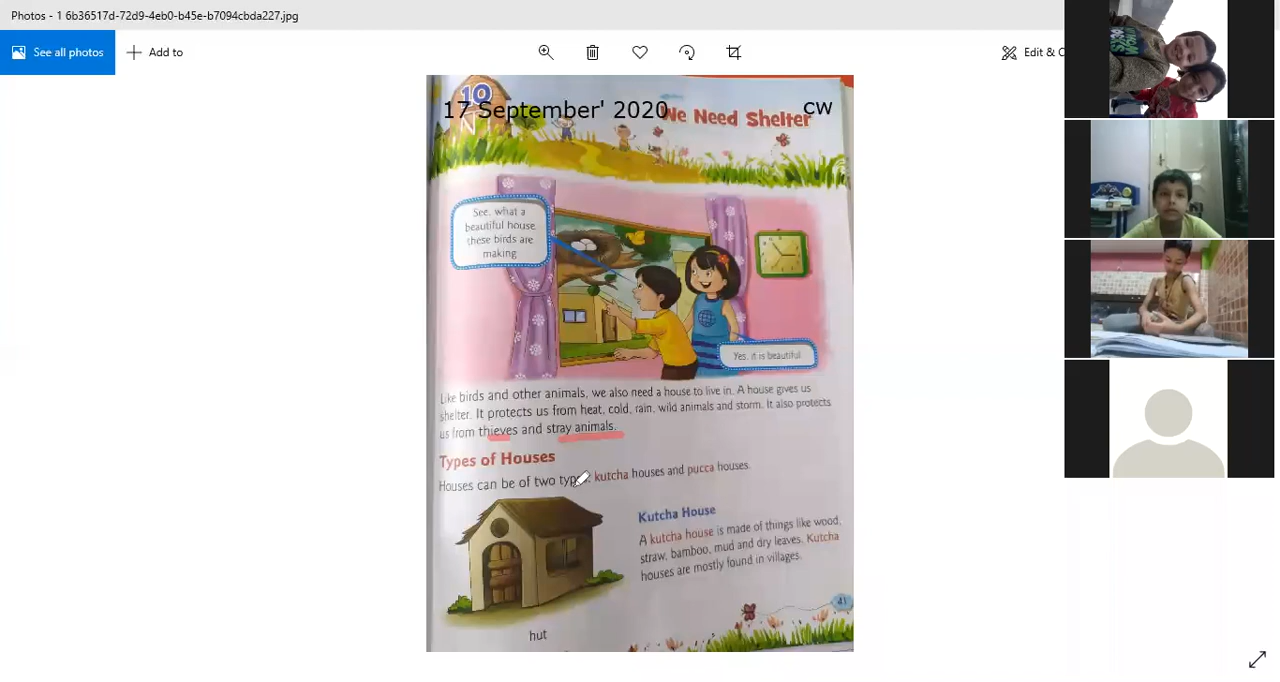 Photos - 1 6b36517d-72d9-4eb0-b45e-b7094cbda227.jpg
See all photos
Add to
Edit & C
10
17 September' 2020
We Need Shelter
CW
See, what a
beautiful house
these birds are
making
Yes, it is beautiful
Like birds and other animals, we also need a house to live in. A house gives us
shelter. It protects us from heat, cold, rain, wild animals and storm. It also protects
us from thieves and stray animals.
Types of Houses
Houses can be of two types: kutcha houses and pucca houses.
Kutcha House
A kutcha house is made of things like wood,
straw, bamboo, mud and dry leaves. Kutcha
houses are mostly found in villages.
41
hut